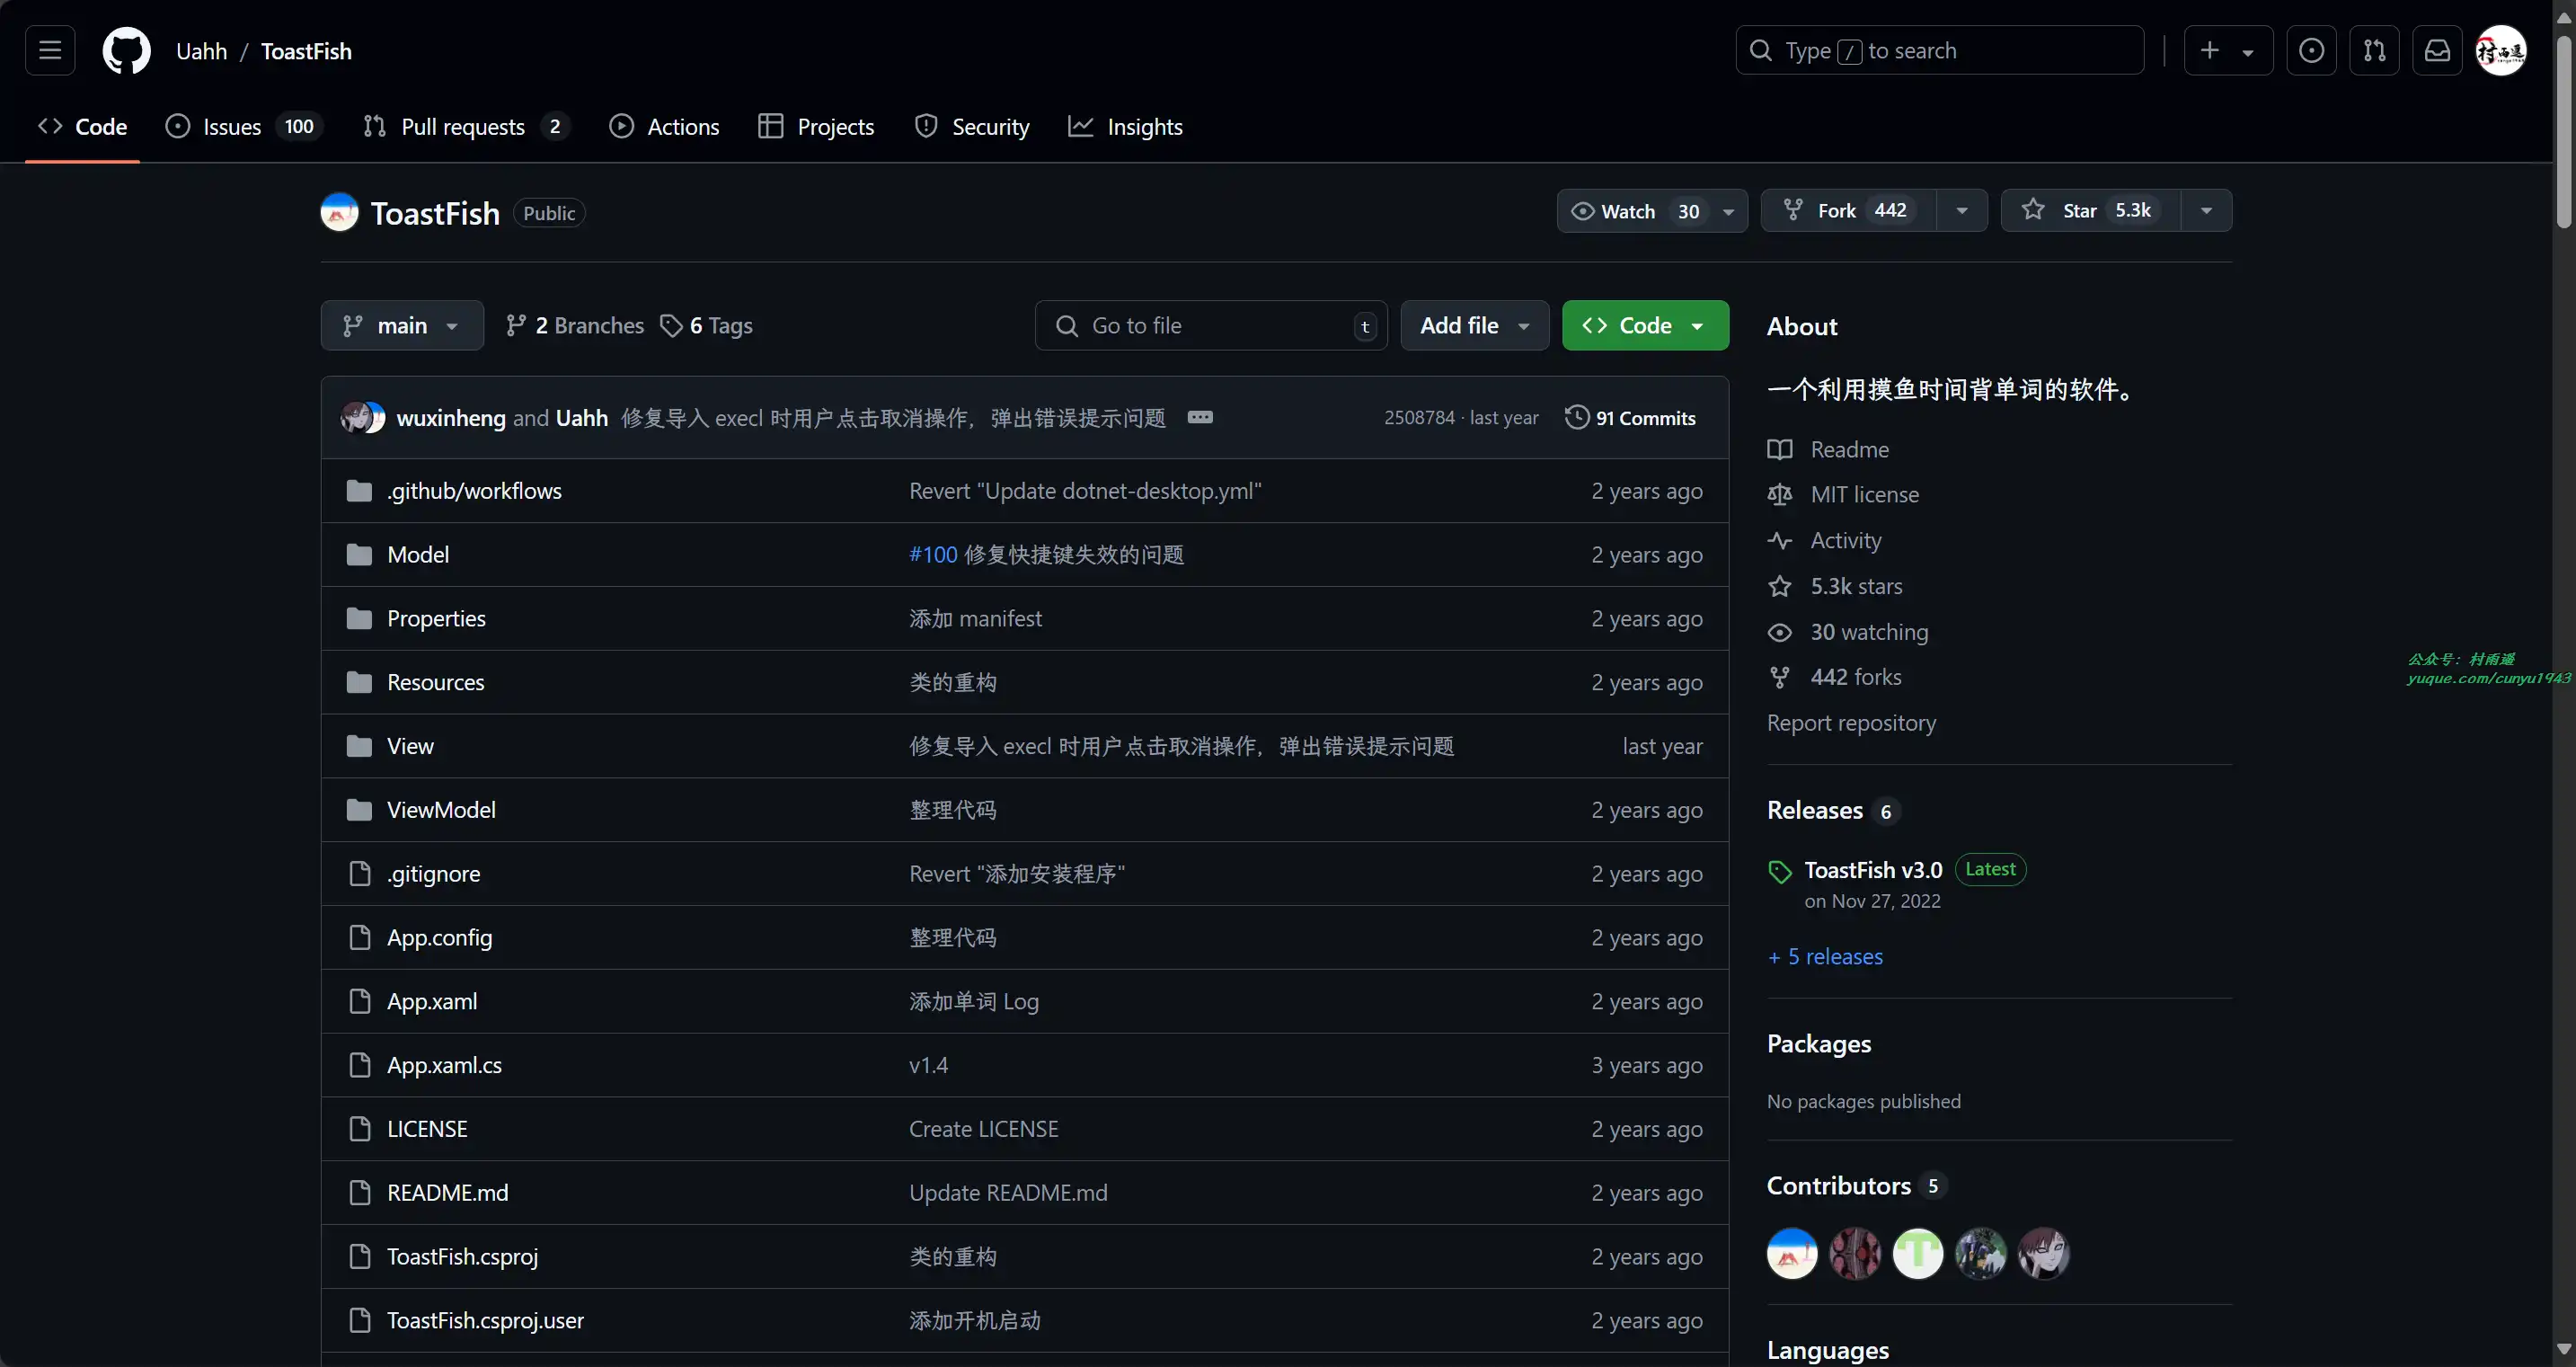 Uahh / ToastFish
Type / to search
Code
Issues 100
Pull requests 2
Actions
Projects
Security
Insights
ToastFish Public
Watch 30
Fork 442
Star 5.3k
main
2 Branches
6 Tags
Go to file t
Add file
Code
wuxinheng and Uahh 修复导入 execl 时用户点击取消操作，弹出错误提示问题
2508784 · last year
91 Commits
.github/workflows Revert "Update dotnet-desktop.yml" 2 years ago
Model #100 修复快捷键失效的问题 2 years ago
Properties 添加 manifest 2 years ago
Resources 类的重构 2 years ago
View 修复导入 execl 时用户点击取消操作，弹出错误提示问题 last year
ViewModel 整理代码 2 years ago
.gitignore Revert "添加安装程序" 2 years ago
App.config 整理代码 2 years ago
App.xaml 添加单词 Log 2 years ago
App.xaml.cs v1.4 3 years ago
LICENSE Create LICENSE 2 years ago
README.md Update README.md 2 years ago
ToastFish.csproj 类的重构 2 years ago
ToastFish.csproj.user 添加开机启动 2 years ago
About
一个利用摸鱼时间背单词的软件。
Readme
MIT license
Activity
5.3k stars
30 watching
442 forks
Report repository
Releases 6
ToastFish v3.0 Latest
on Nov 27, 2022
+ 5 releases
Packages
No packages published
Contributors 5
Languages
公众号：村雨遥
yuque.com/cunyu1943